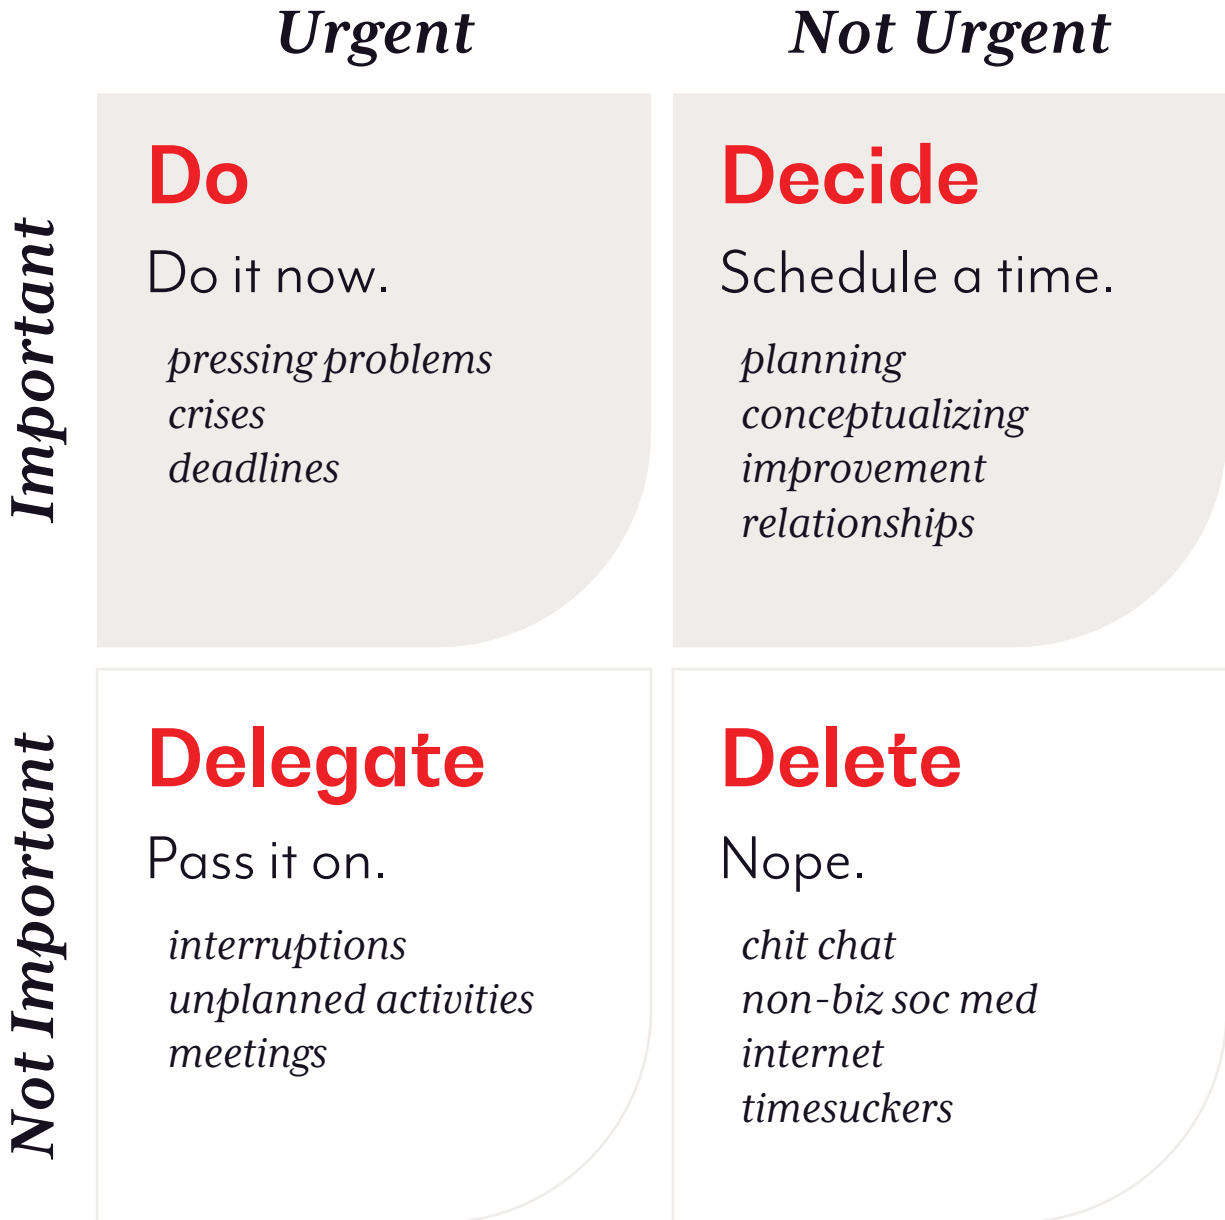 Urgent
Not Urgent
Important
Do
Do it now.
pressing problems
crises
deadlines
Decide
Schedule a time.
planning
conceptualizing
improvement
relationships
Not Important
Delegate
Pass it on.
interruptions
unplanned activities
meetings
Delete
Nope.
chit chat
non-biz soc med
internet
timesuckers